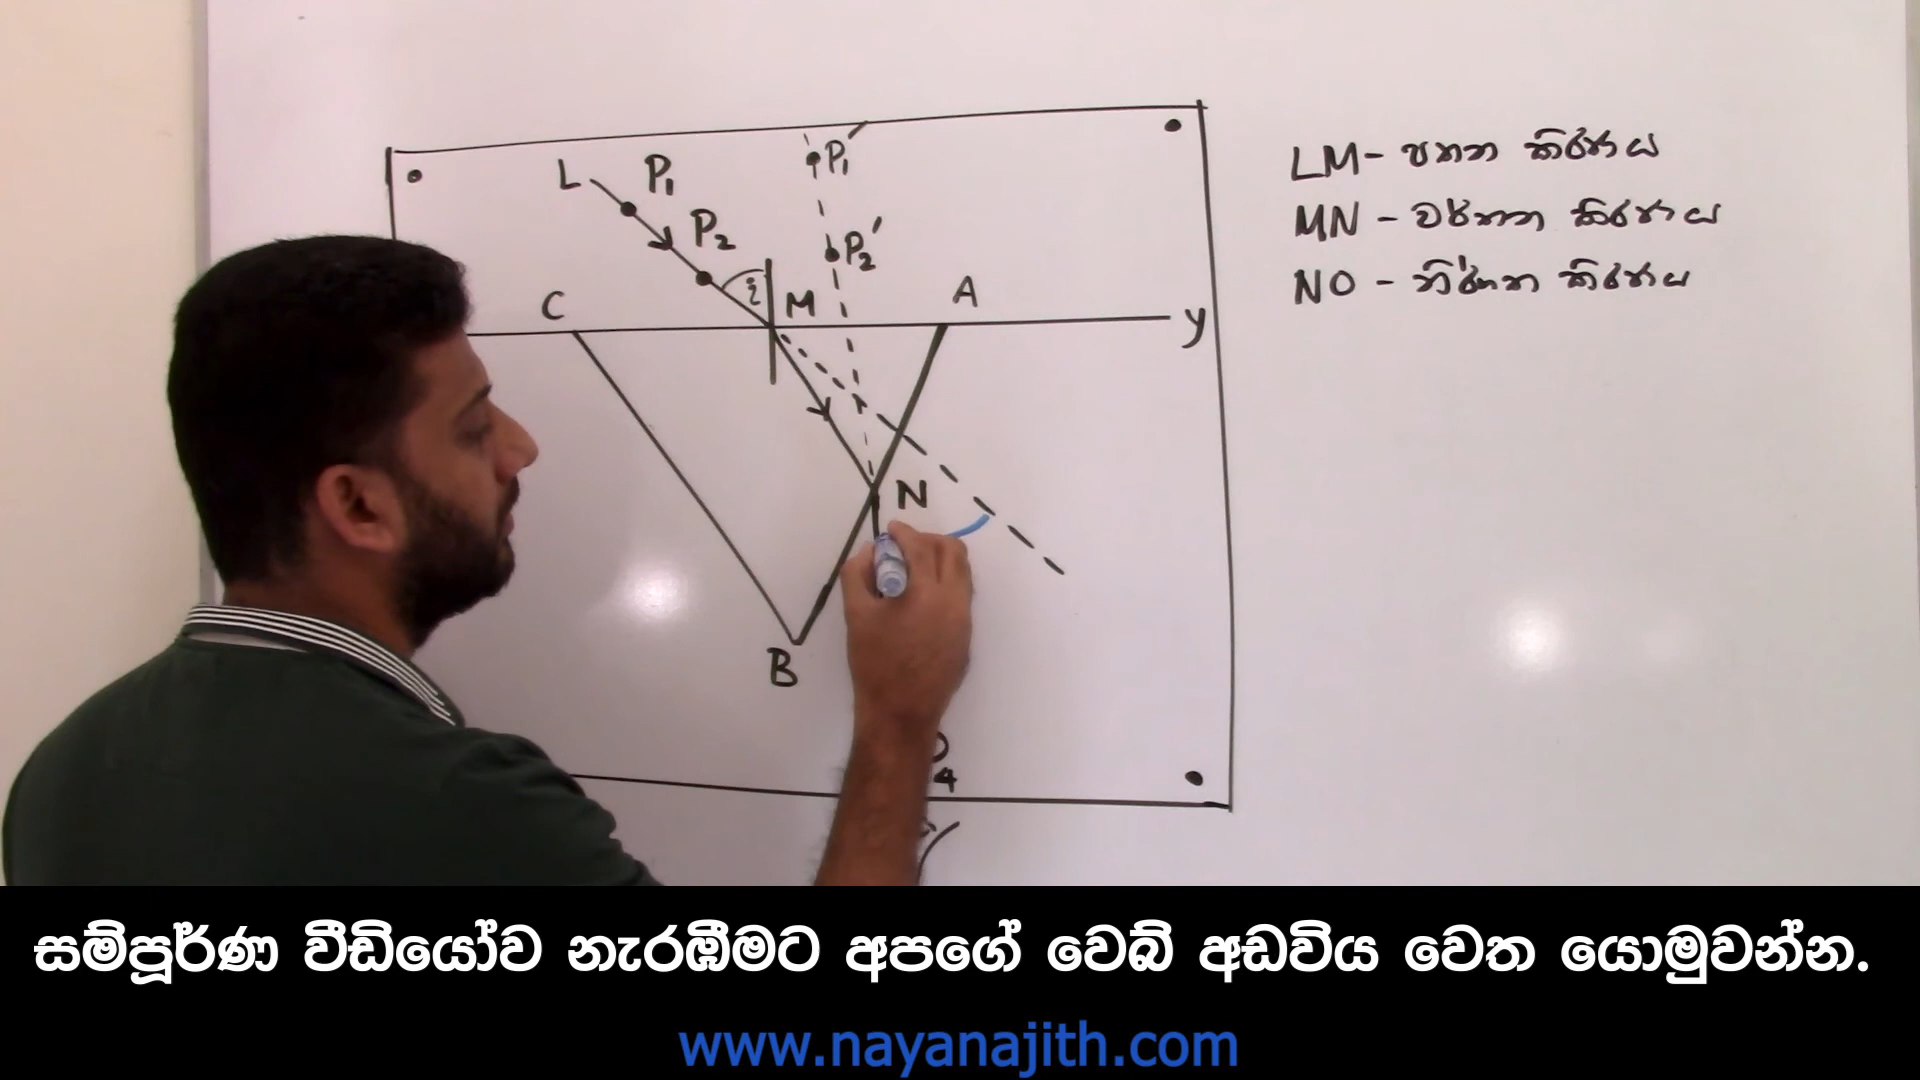 L P₁
P₂
i
P₁'
P₂'
C M A y
N
B
4
LM - පතන කිරණය
MN - වර්තන කිරණය
NO - නිර්ගත කිරණය
සම්පූර්ණ වීඩියෝව නැරඹීමට අපගේ වෙබ් අඩවිය වෙත යොමුවන්න.
www.nayanajith.com